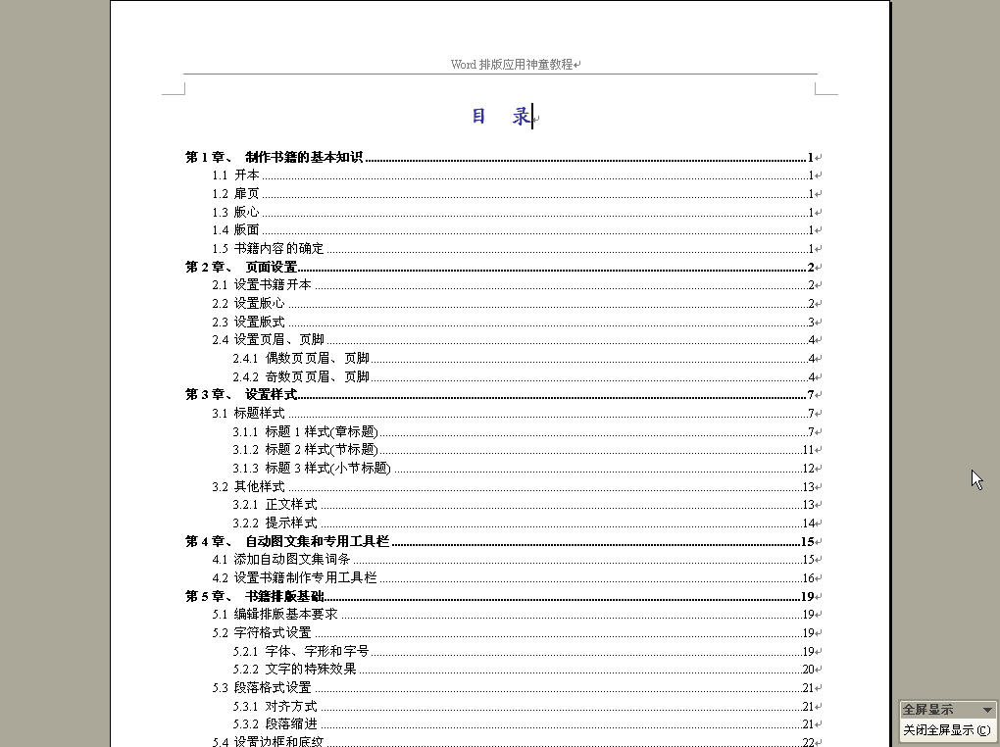 Word 排版应用神童教程
目 录
第 1 章、 制作书籍的基本知识........1
1.1 开本........1
1.2 扉页........1
1.3 版心........1
1.4 版面........1
1.5 书籍内容的确定........1
第 2 章、 页面设置........2
2.1 设置书籍开本........2
2.2 设置版心........2
2.3 设置版式........3
2.4 设置页眉、页脚........4
2.4.1 偶数页页眉、页脚........4
2.4.2 奇数页页眉、页脚........4
第 3 章、 设置样式........7
3.1 标题样式........7
3.1.1 标题 1 样式(章标题)........7
3.1.2 标题 2 样式(节标题)........11
3.1.3 标题 3 样式(小节标题)........12
3.2 其他样式........13
3.2.1 正文样式........13
3.2.2 提示样式........14
第 4 章、 自动图文集和专用工具栏........15
4.1 添加自动图文集词条........15
4.2 设置书籍制作专用工具栏........16
第 5 章、 书籍排版基础........19
5.1 编辑排版基本要求........19
5.2 字符格式设置........19
5.2.1 字体、字形和字号........19
5.2.2 文字的特殊效果........20
5.3 段落格式设置........21
5.3.1 对齐方式........21
5.3.2 段落缩进........21
5.4 设置边框和底纹........22
全屏显示
关闭全屏显示(C)